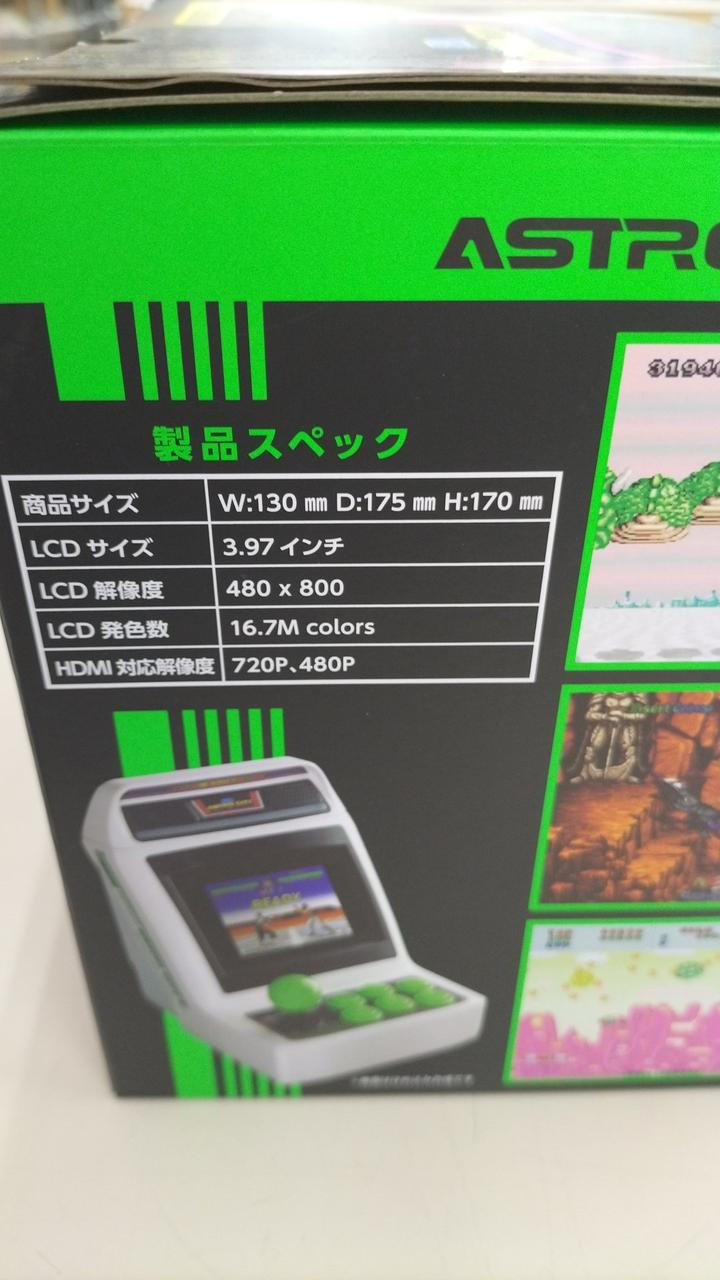 ASTR
製品スペック
商品サイズ W:130 ㎜ D:175 ㎜ H:170 ㎜
LCD サイズ 3.97 インチ
LCD 解像度 480 x 800
LCD 発色数 16.7M colors
HDMI 対応解像度 720P、480P
ASTRO CITY
READY